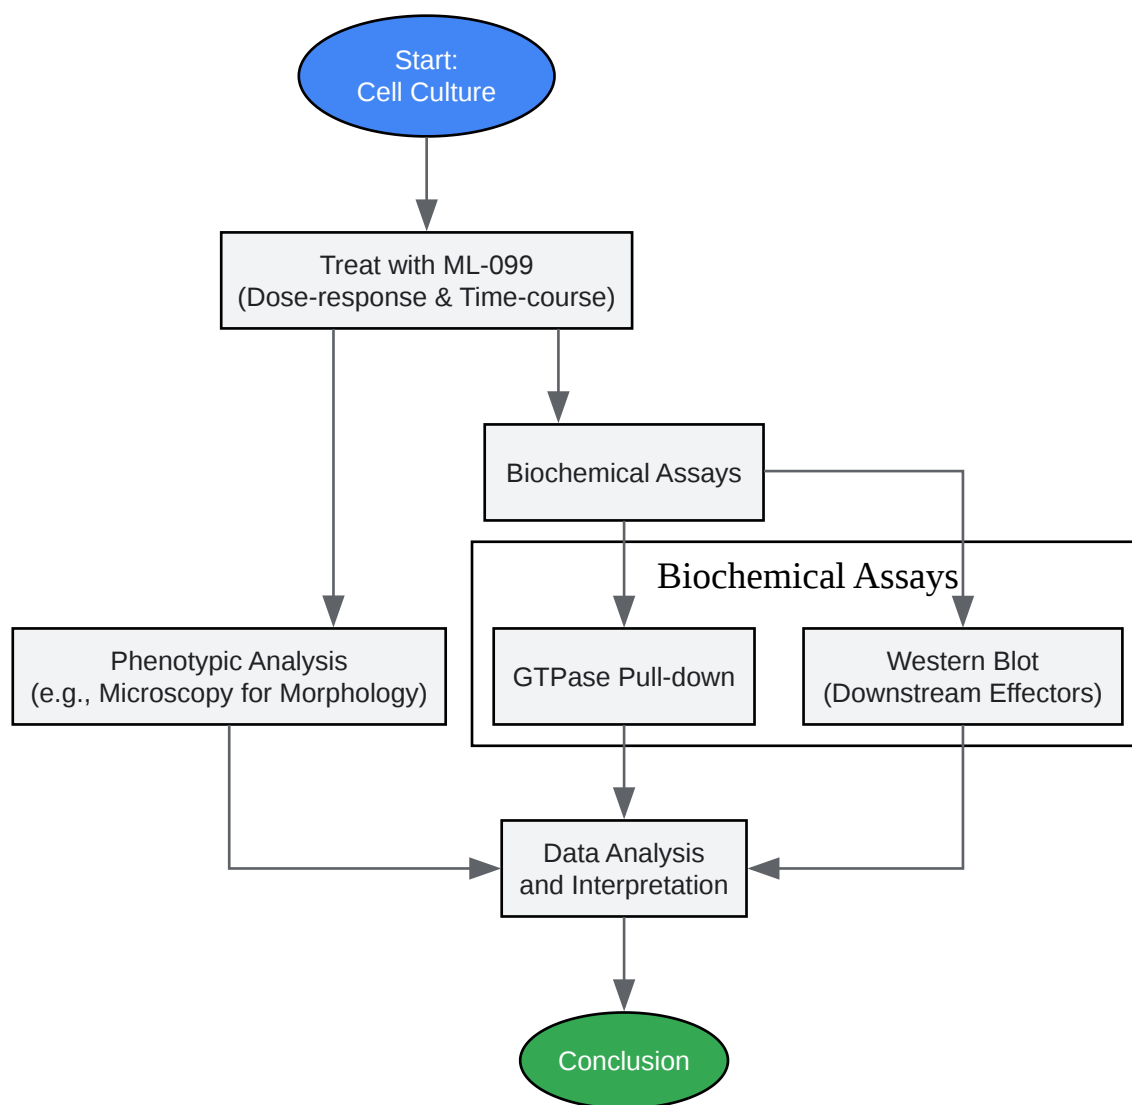 Start:
Cell Culture
Treat with ML-099
(Dose-response & Time-course)
Biochemical Assays
Biochemical Assays
Phenotypic Analysis
(e.g., Microscopy for Morphology)
GTPase Pull-down
Western Blot
(Downstream Effectors)
Data Analysis
and Interpretation
Conclusion